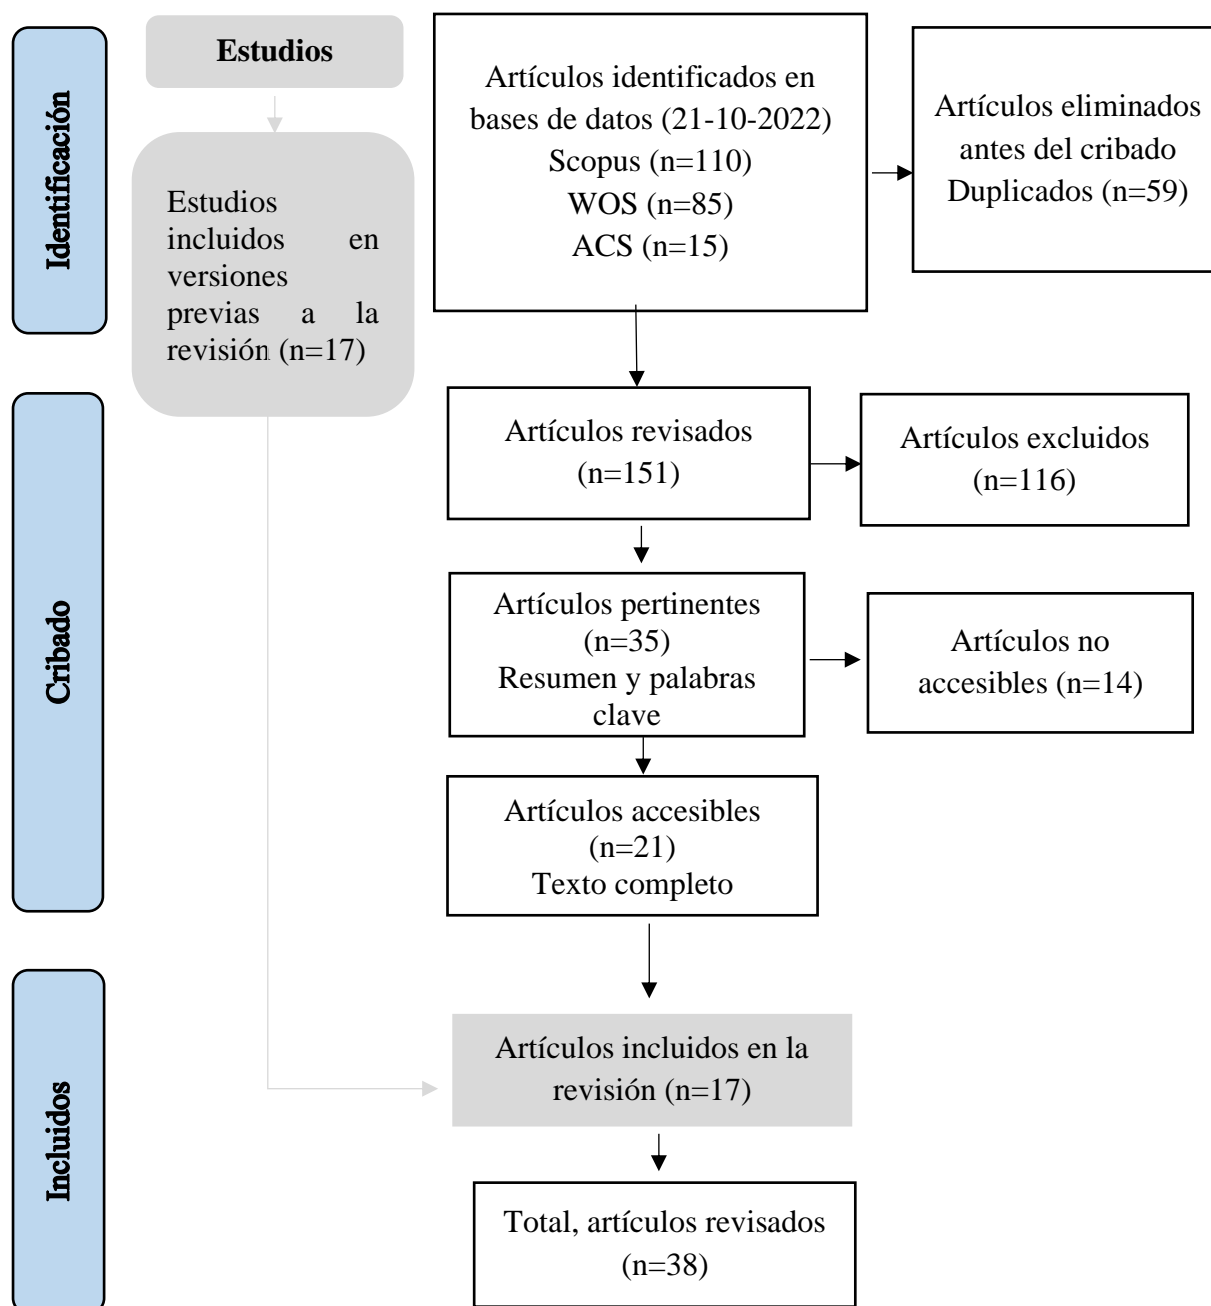 Identificación
Estudios
Estudios
incluidos en
versiones
previas a la
revisión (n=17)
Artículos identificados en
bases de datos (21-10-2022)
Scopus (n=110)
WOS (n=85)
ACS (n=15)
Artículos eliminados
antes del cribado
Duplicados (n=59)
Cribado
Artículos revisados
(n=151)
Artículos excluidos
(n=116)
Artículos pertinentes
(n=35)
Resumen y palabras
clave
Artículos no
accesibles (n=14)
Artículos accesibles
(n=21)
Texto completo
Incluidos
Artículos incluidos en la
revisión (n=17)
Total, artículos revisados
(n=38)